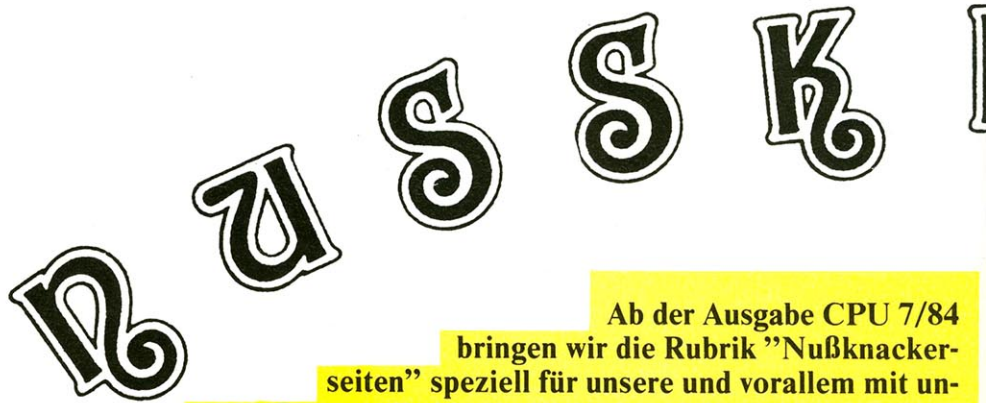 NUSSK
Ab der Ausgabe CPU 7/84
bringen wir die Rubrik ”Nußknacker-
seiten” speziell für unsere und vorallem mit un-